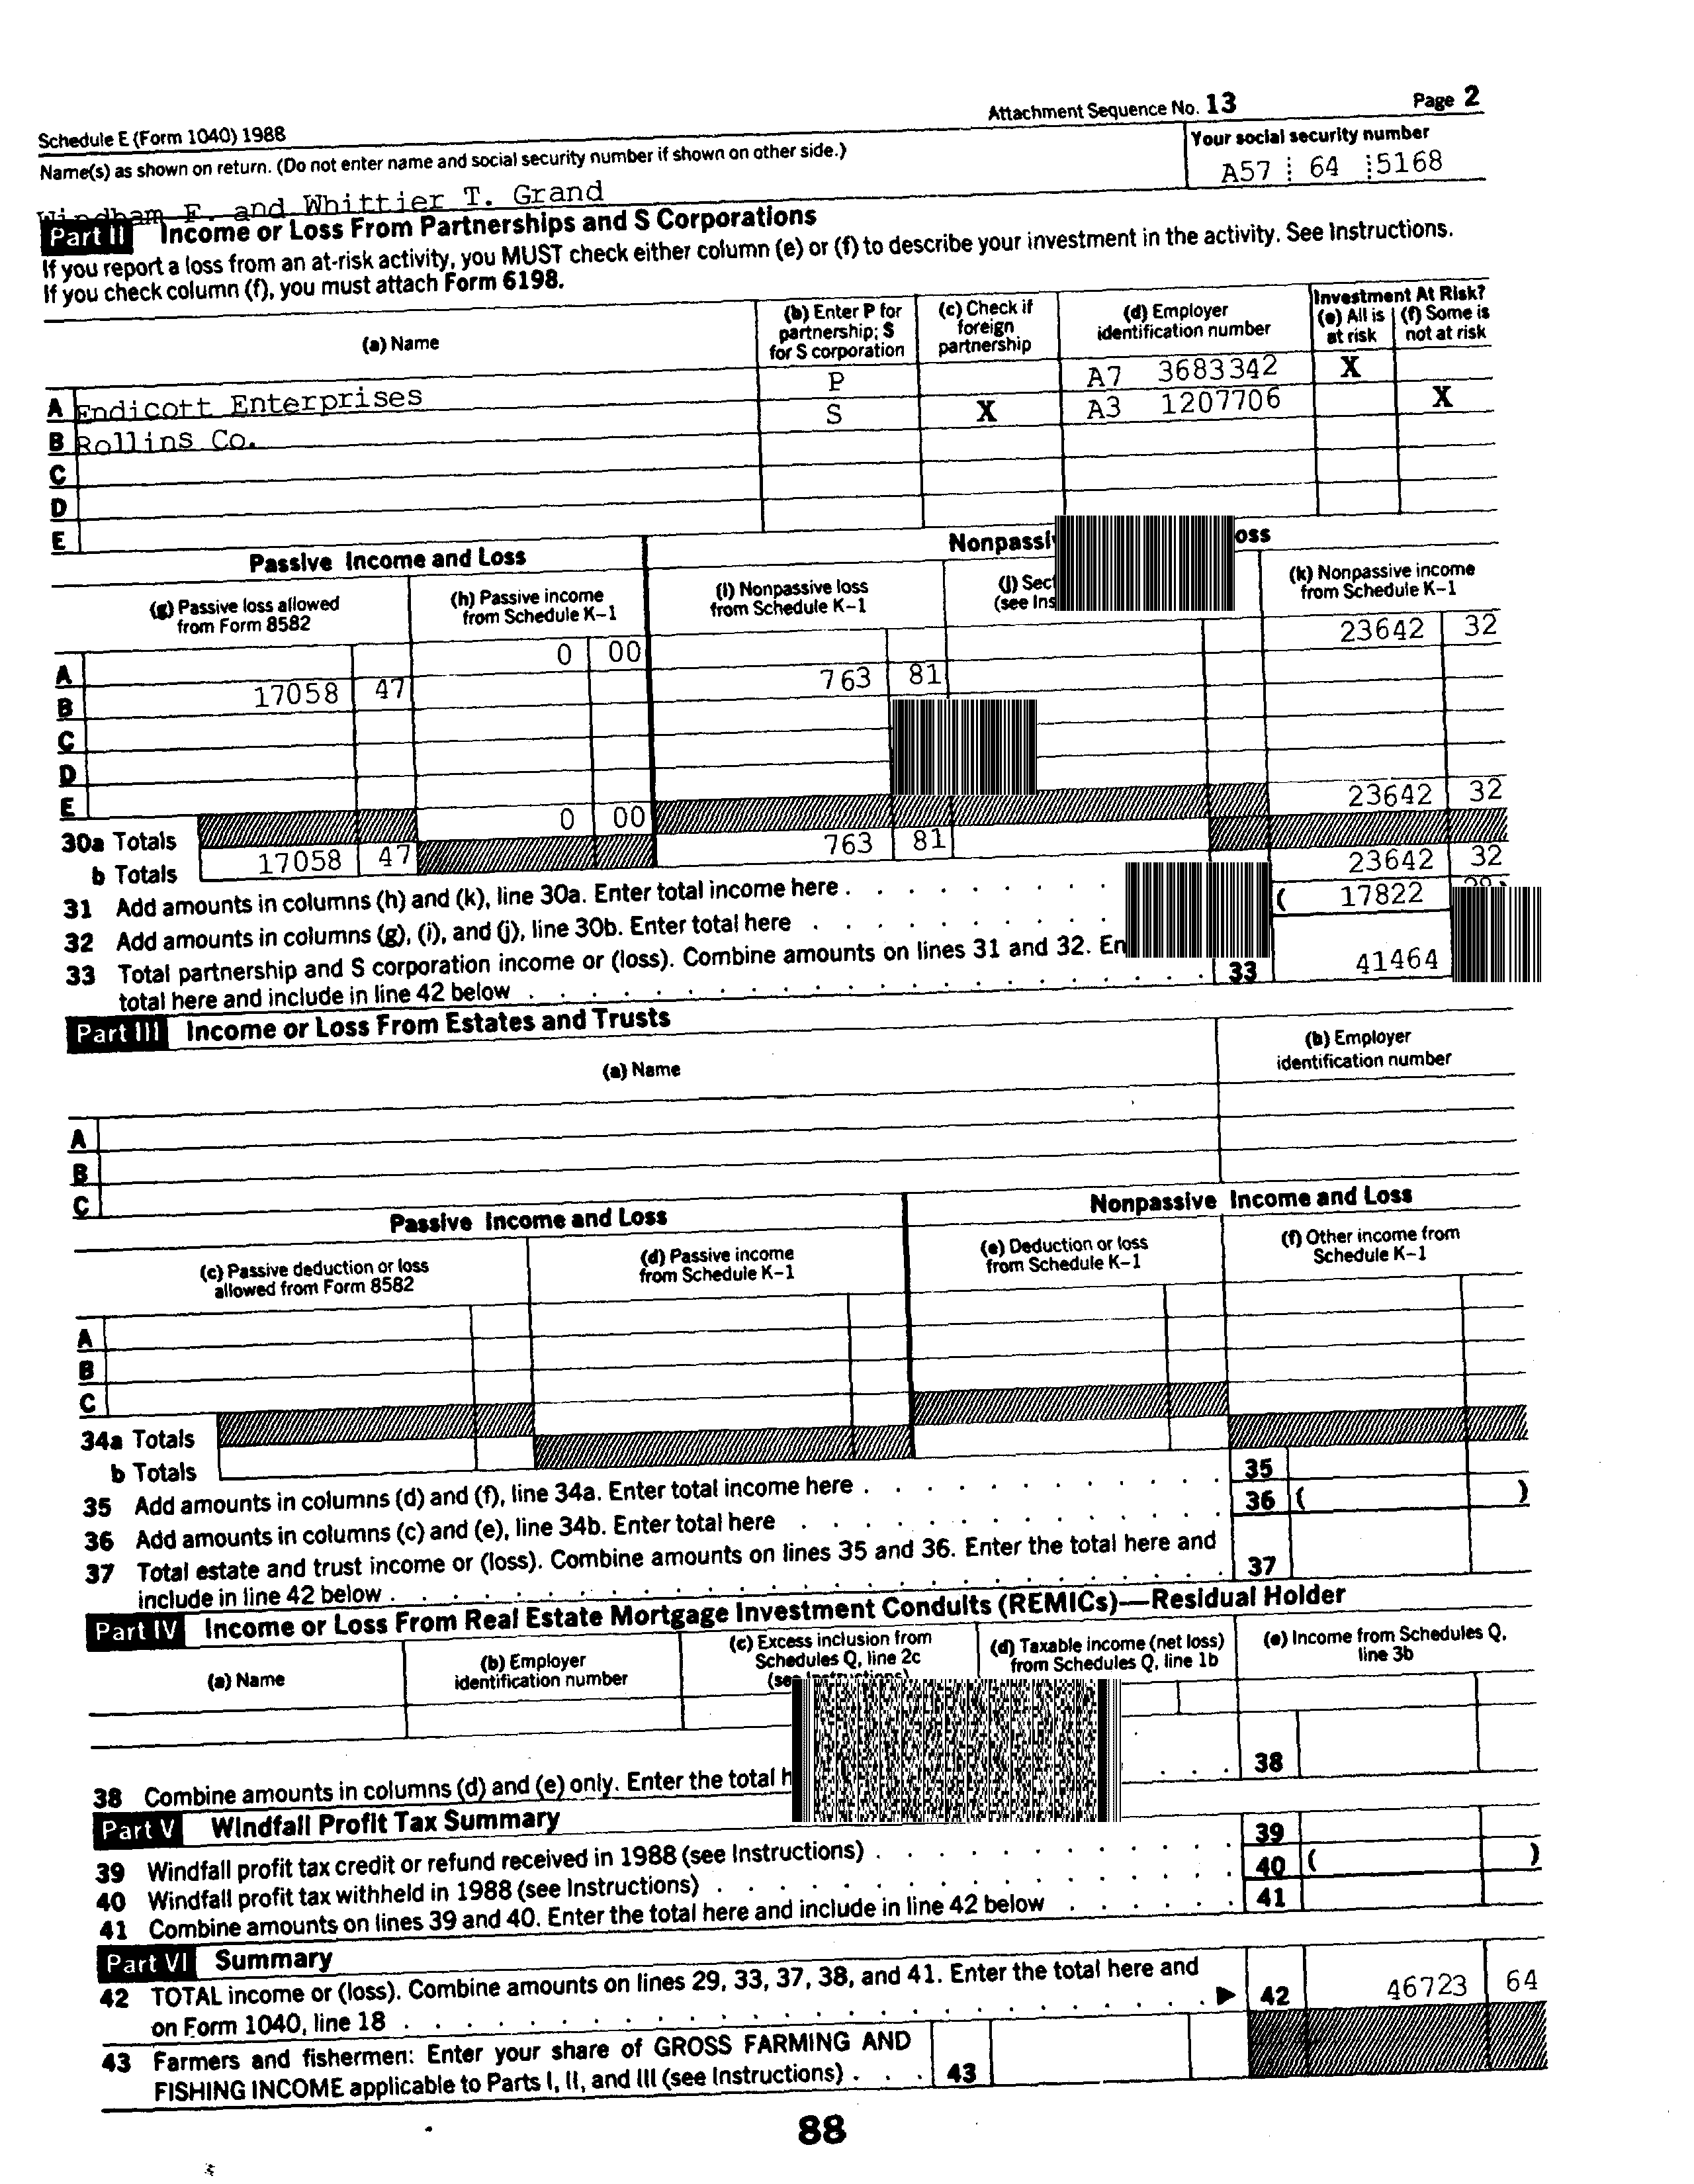 Attachment Sequence No. 13 Page 2
Schedule E (Form 1040) 1988
Name(s) as shown on return. (Do not enter name and social security number if shown on other side.) Your social security number
Windham F. and Whittier T. Grand A57 64 5168
Part II Income or Loss From Partnerships and S Corporations
If you report a loss from an at-risk activity, you MUST check either column (e) or (f) to describe your investment in the activity. See Instructions.
If you check column (f), you must attach Form 6198.
(a) Name
(b) Enter P for
partnership; S
for S corporation
(c) Check if
foreign
partnership
(d) Employer
identification number
Investment At Risk?
(e) All is
at risk
(f) Some is
not at risk
A Endicott Enterprises P A7 3683342 X
B Rollins Co. S X A3 1207706 X
C
D
E
Passive Income and Loss
(g) Passive loss allowed
from Form 8582
(h) Passive income
from Schedule K-1
(i) Nonpassive loss
from Schedule K-1
(j)
(see
(k) Nonpassive income
from Schedule K-1
A 0 00 23642 32
B 17058 47 763 81
C
D
E
30a Totals 0 00 23642 32
b Totals 17058 47 763 81
31 Add amounts in columns (h) and (k), line 30a. Enter total income here . . . . . . . . . 23642 32
32 Add amounts in columns (g), (i), and (j), line 30b. Enter total here . . . . . . . . . . ( 17822
33 Total partnership and S corporation income or (loss). Combine amounts on lines 31 and 32.
total here and include in line 42 below . . . . . . . . . . 33 41464
Part III Income or Loss From Estates and Trusts
(a) Name
(b) Employer
identification number
A
B
C
Passive Income and Loss Nonpassive Income and Loss
(c) Passive deduction or loss
allowed from Form 8582
(d) Passive income
from Schedule K-1
(e) Deduction or loss
from Schedule K-1
(f) Other income from
Schedule K-1
A
B
C
34a Totals
b Totals
35 Add amounts in columns (d) and (f), line 34a. Enter total income here . . . . . . . . . . 35
36 Add amounts in columns (c) and (e), line 34b. Enter total here . . . . . . . . . . 36 ( )
37 Total estate and trust income or (loss). Combine amounts on lines 35 and 36. Enter the total here and
include in line 42 below . . . . . . . . . . 37
Part IV Income or Loss From Real Estate Mortgage Investment Conduits (REMICs)—Residual Holder
(a) Name
(b) Employer
identification number
(c) Excess inclusion from
Schedules Q, line 2c
(see Instructions)
(d) Taxable income (net loss)
from Schedules Q, line 1b
(e) Income from Schedules Q,
line 3b
38 Combine amounts in columns (d) and (e) only. Enter the total . . . 38
Part V Windfall Profit Tax Summary
39 Windfall profit tax credit or refund received in 1988 (see Instructions) . . . . . . . . . . 39
40 Windfall profit tax withheld in 1988 (see Instructions) . . . . . . . . . . 40 ( )
41 Combine amounts on lines 39 and 40. Enter the total here and include in line 42 below . . . . . . 41
Part VI Summary
42 TOTAL income or (loss). Combine amounts on lines 29, 33, 37, 38, and 41. Enter the total here and
on Form 1040, line 18 . . . . . . . . . . ▶ 42 46723 64
43 Farmers and fishermen: Enter your share of GROSS FARMING AND
FISHING INCOME applicable to Parts I, II, and III (see Instructions) . . . 43
88